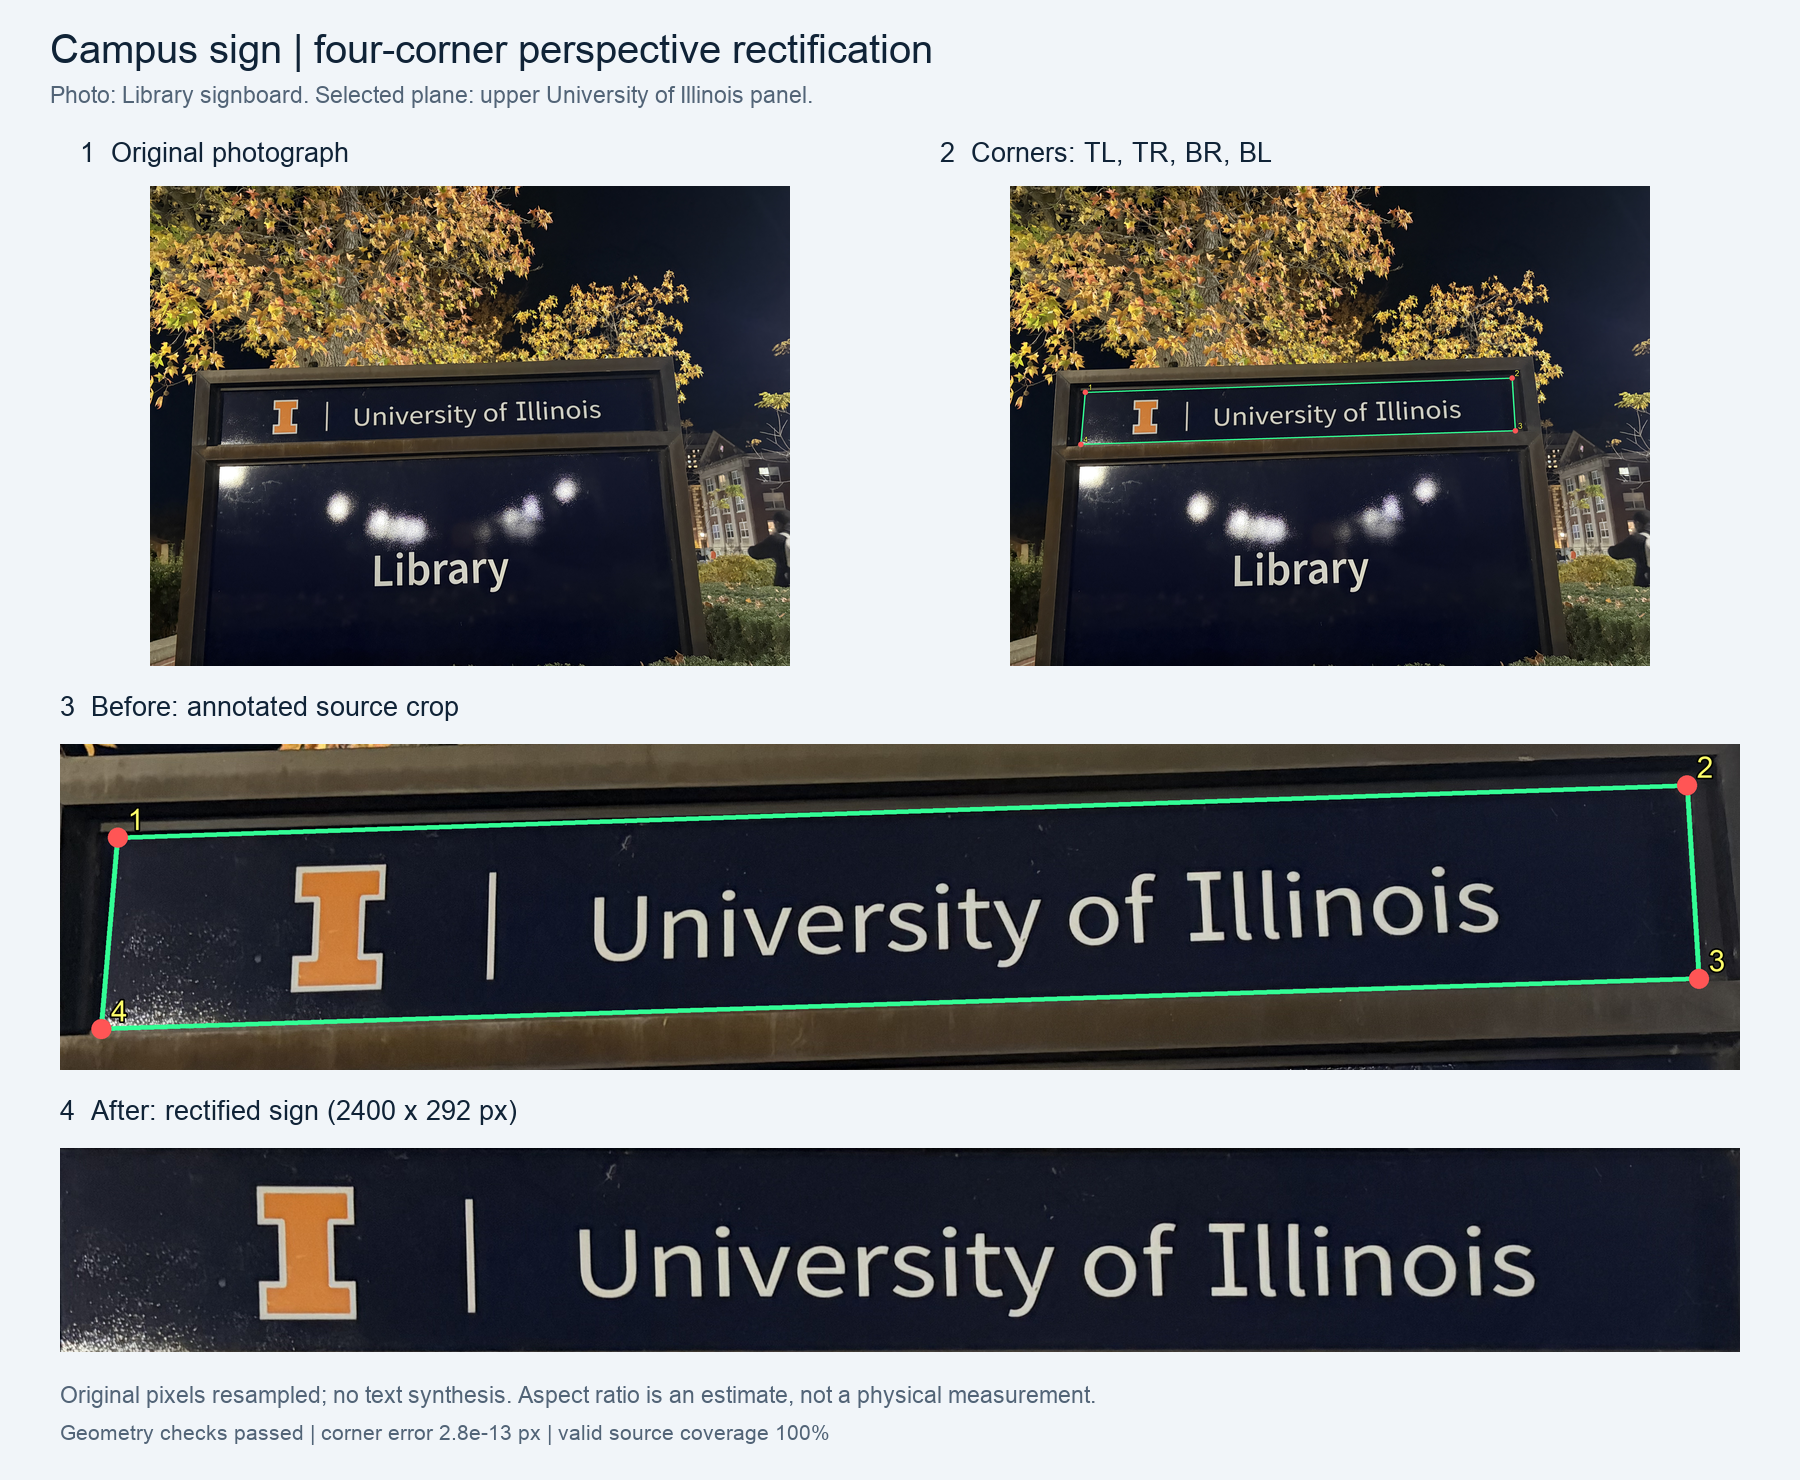 Campus sign | four-corner perspective rectification
Photo: Library signboard. Selected plane: upper University of Illinois panel.
1 Original photograph
2 Corners: TL, TR, BR, BL
I | University of Illinois
Library
1
2
I | University of Illinois
3
4
Library
3 Before: annotated source crop
1
2
I | University of Illinois
3
4
4 After: rectified sign (2400 x 292 px)
I | University of Illinois
Original pixels resampled; no text synthesis. Aspect ratio is an estimate, not a physical measurement.
Geometry checks passed | corner error 2.8e-13 px | valid source coverage 100%